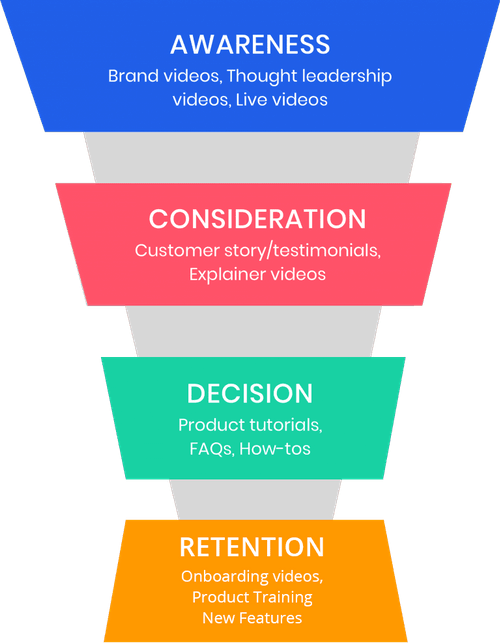 AWARENESS
Brand videos, Thought leadership
videos, Live videos
CONSIDERATION
Customer story/testimonials,
Explainer videos
DECISION
Product tutorials,
FAQs, How-tos
RETENTION
Onboarding videos,
Product Training
New Features